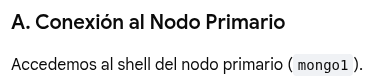 A. Conexión al Nodo Primario
Accedemos al shell del nodo primario ( mongo1 ).